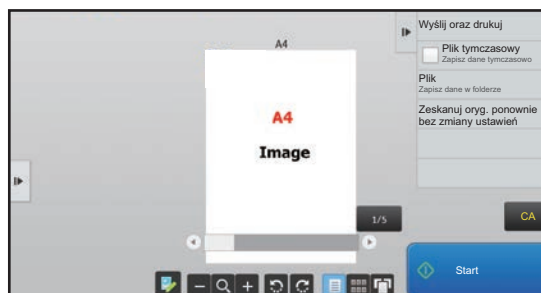 A4
A4
Image
1/5
Wyślij oraz drukuj
Plik tymczasowy
Zapisz dane tymczasowo
Plik
Zapisz dane w folderze
Zeskanuj oryg. ponownie
bez zmiany ustawień
CA
Start